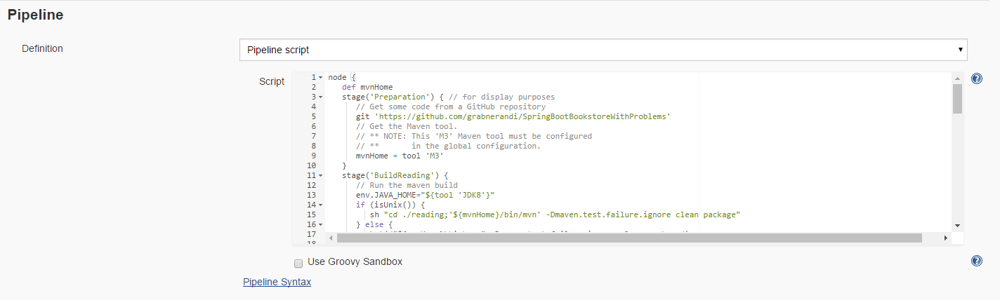 Pipeline
Definition
Pipeline script
Script
1 node {
2 def mvnHome
3 stage('Preparation') { // for display purposes
4 // Get some code from a GitHub repository
5 git 'https://github.com/grabnerandi/SpringBootBookstoreWithProblems'
6 // Get the Maven tool.
7 // ** NOTE: This 'M3' Maven tool must be configured
8 // ** in the global configuration.
9 mvnHome = tool 'M3'
10 }
11 stage('BuildReading') {
12 // Run the maven build
13 env.JAVA_HOME="${tool 'JDK8'}"
14 if (isUnix()) {
15 sh "cd ./reading;'${mvnHome}/bin/mvn' -Dmaven.test.failure.ignore clean package"
16 } else {
17
18
Use Groovy Sandbox
Pipeline Syntax